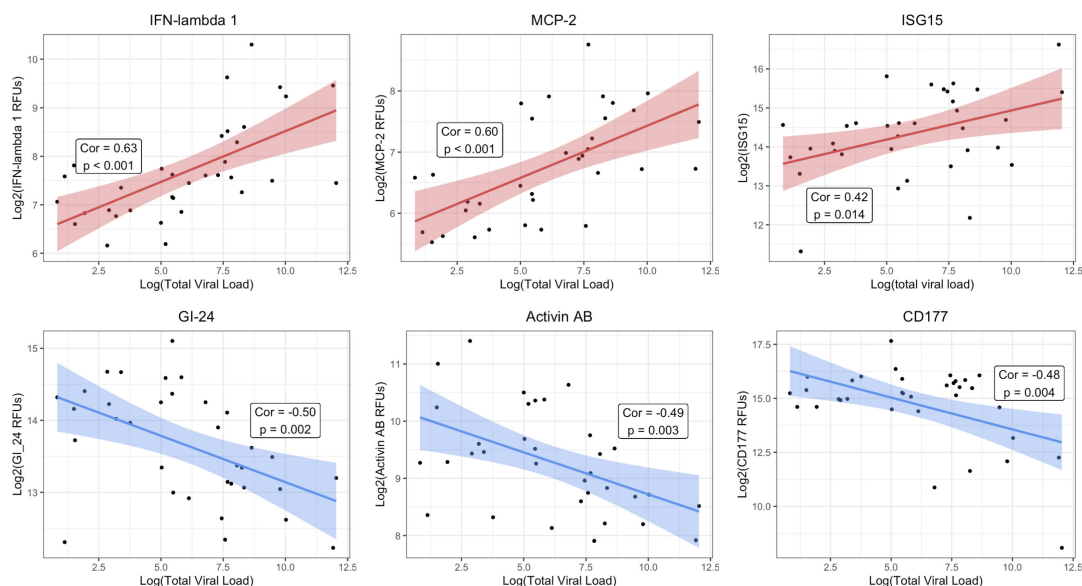 IFN-lambda 1
MCP-2
ISG15
Log2(IFN-lambda 1 RFUs)
10
9
8
7
6
Cor = 0.63
p < 0.001
2.5
5.0
7.5
10.0
12.5
Log(Total Viral Load)
Log2(MCP-2 RFUs)
8
7
6
Cor = 0.60
p < 0.001
2.5
5.0
7.5
10.0
12.5
Log(Total Viral Load)
Log2(ISG15)
16
15
14
13
12
Cor = 0.42
p = 0.014
2.5
5.0
7.5
10.0
12.5
Log(total viral load)
GI-24
Activin AB
CD177
Log2(GI_24 RFUs)
15
14
13
Cor = -0.50
p = 0.002
2.5
5.0
7.5
10.0
12.5
Log(Total Viral Load)
Log2(Activin AB RFUs)
11
10
9
8
Cor = -0.49
p = 0.003
2.5
5.0
7.5
10.0
12.5
Log(Total Viral Load)
Log2(CD177 RFUs)
17.5
15.0
12.5
10.0
Cor = -0.48
p = 0.004
2.5
5.0
7.5
10.0
12.5
Log(Total Viral Load)